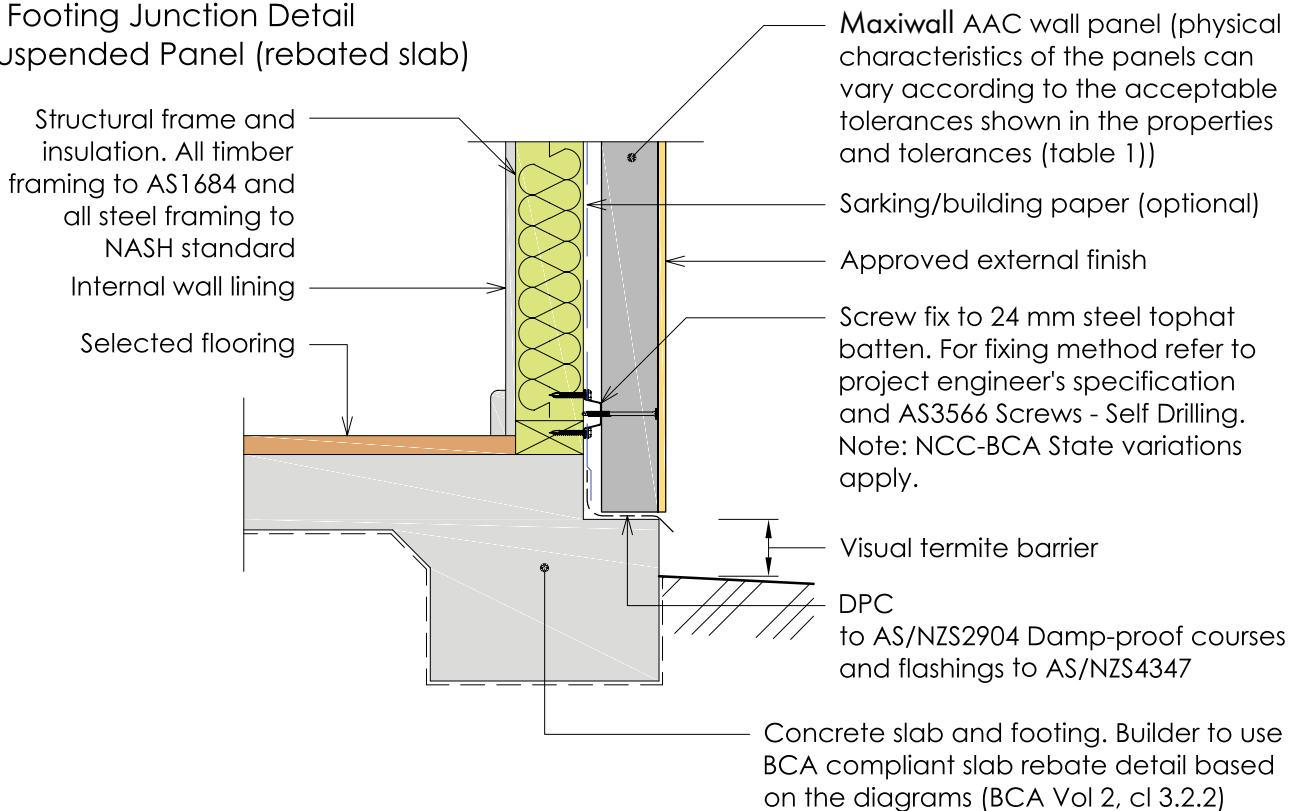 Footing Junction Detail
uspended Panel (rebated slab)
Structural frame and
insulation. All timber
framing to AS1684 and
all steel framing to
NASH standard
Internal wall lining
Selected flooring
Maxiwall AAC wall panel (physical
characteristics of the panels can
vary according to the acceptable
tolerances shown in the properties
and tolerances (table 1))
Sarking/building paper (optional)
Approved external finish
Screw fix to 24 mm steel tophat
batten. For fixing method refer to
project engineer's specification
and AS3566 Screws - Self Drilling.
Note: NCC-BCA State variations
apply.
Visual termite barrier
DPC
to AS/NZS2904 Damp-proof courses
and flashings to AS/NZS4347
Concrete slab and footing. Builder to use
BCA compliant slab rebate detail based
on the diagrams (BCA Vol 2, cl 3.2.2)